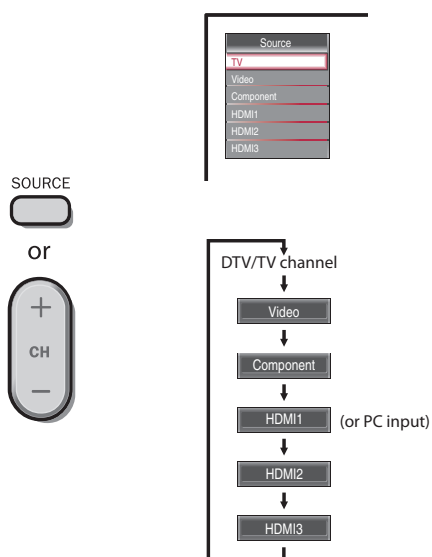 Source
TV
Video
Component
HDMI1
HDMI2
HDMI3
SOURCE
or
+
CH
−
DTV/TV channel
Video
Component
HDMI1 (or PC input)
HDMI2
HDMI3